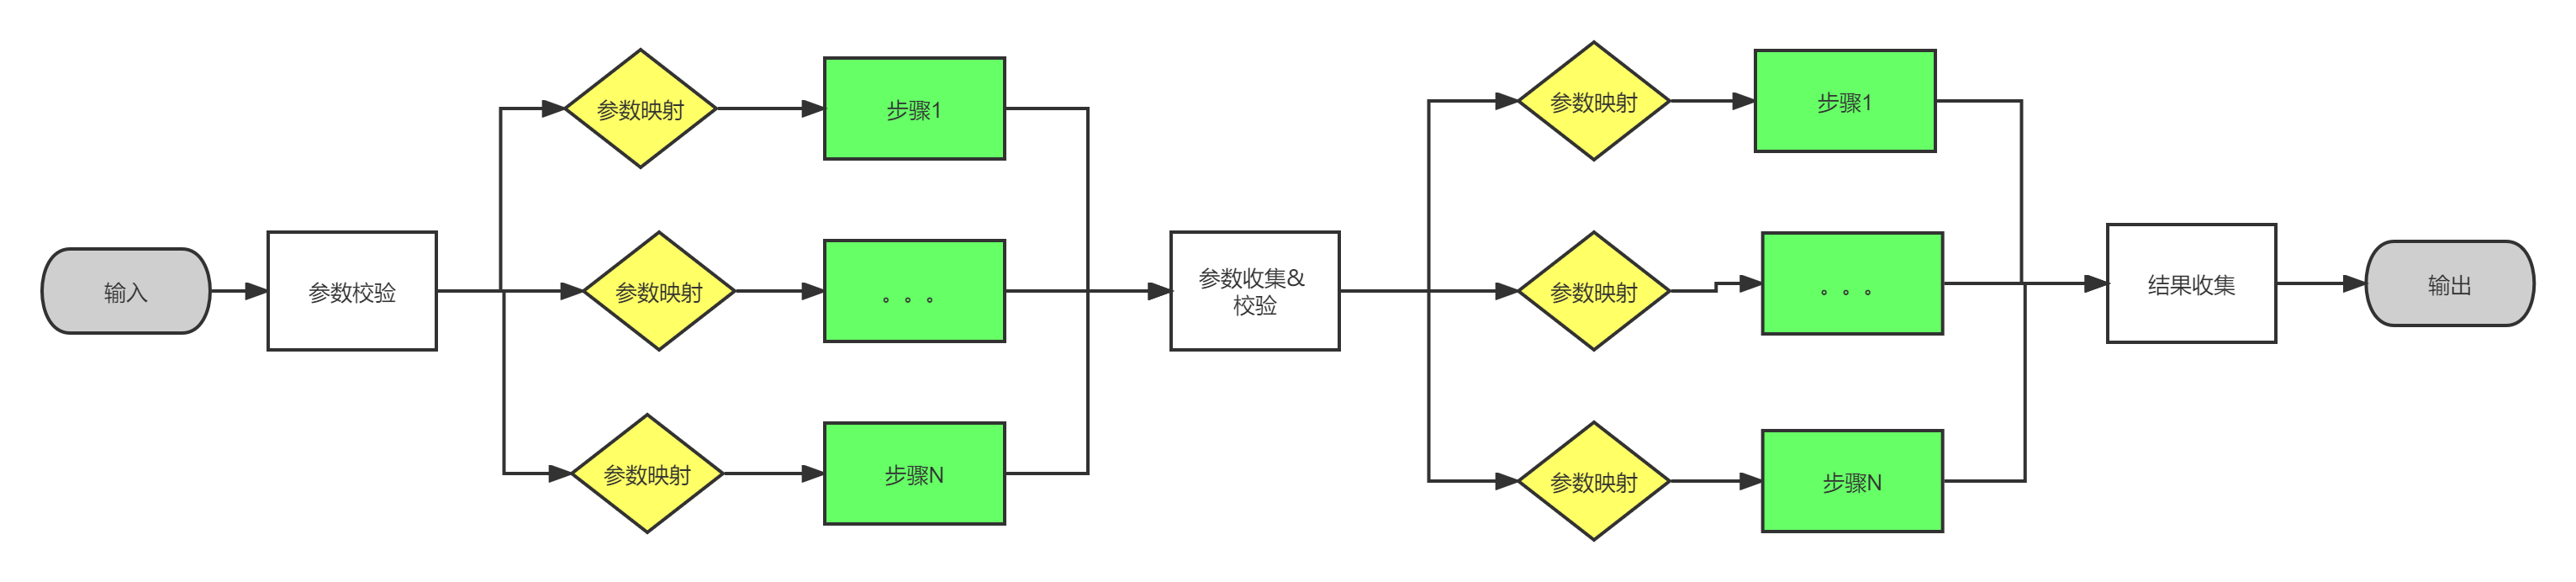 输入
参数校验
参数映射
步骤1
参数映射
。。。
参数映射
步骤N
参数收集&
校验
参数映射
步骤1
参数映射
。。。
参数映射
步骤N
结果收集
输出